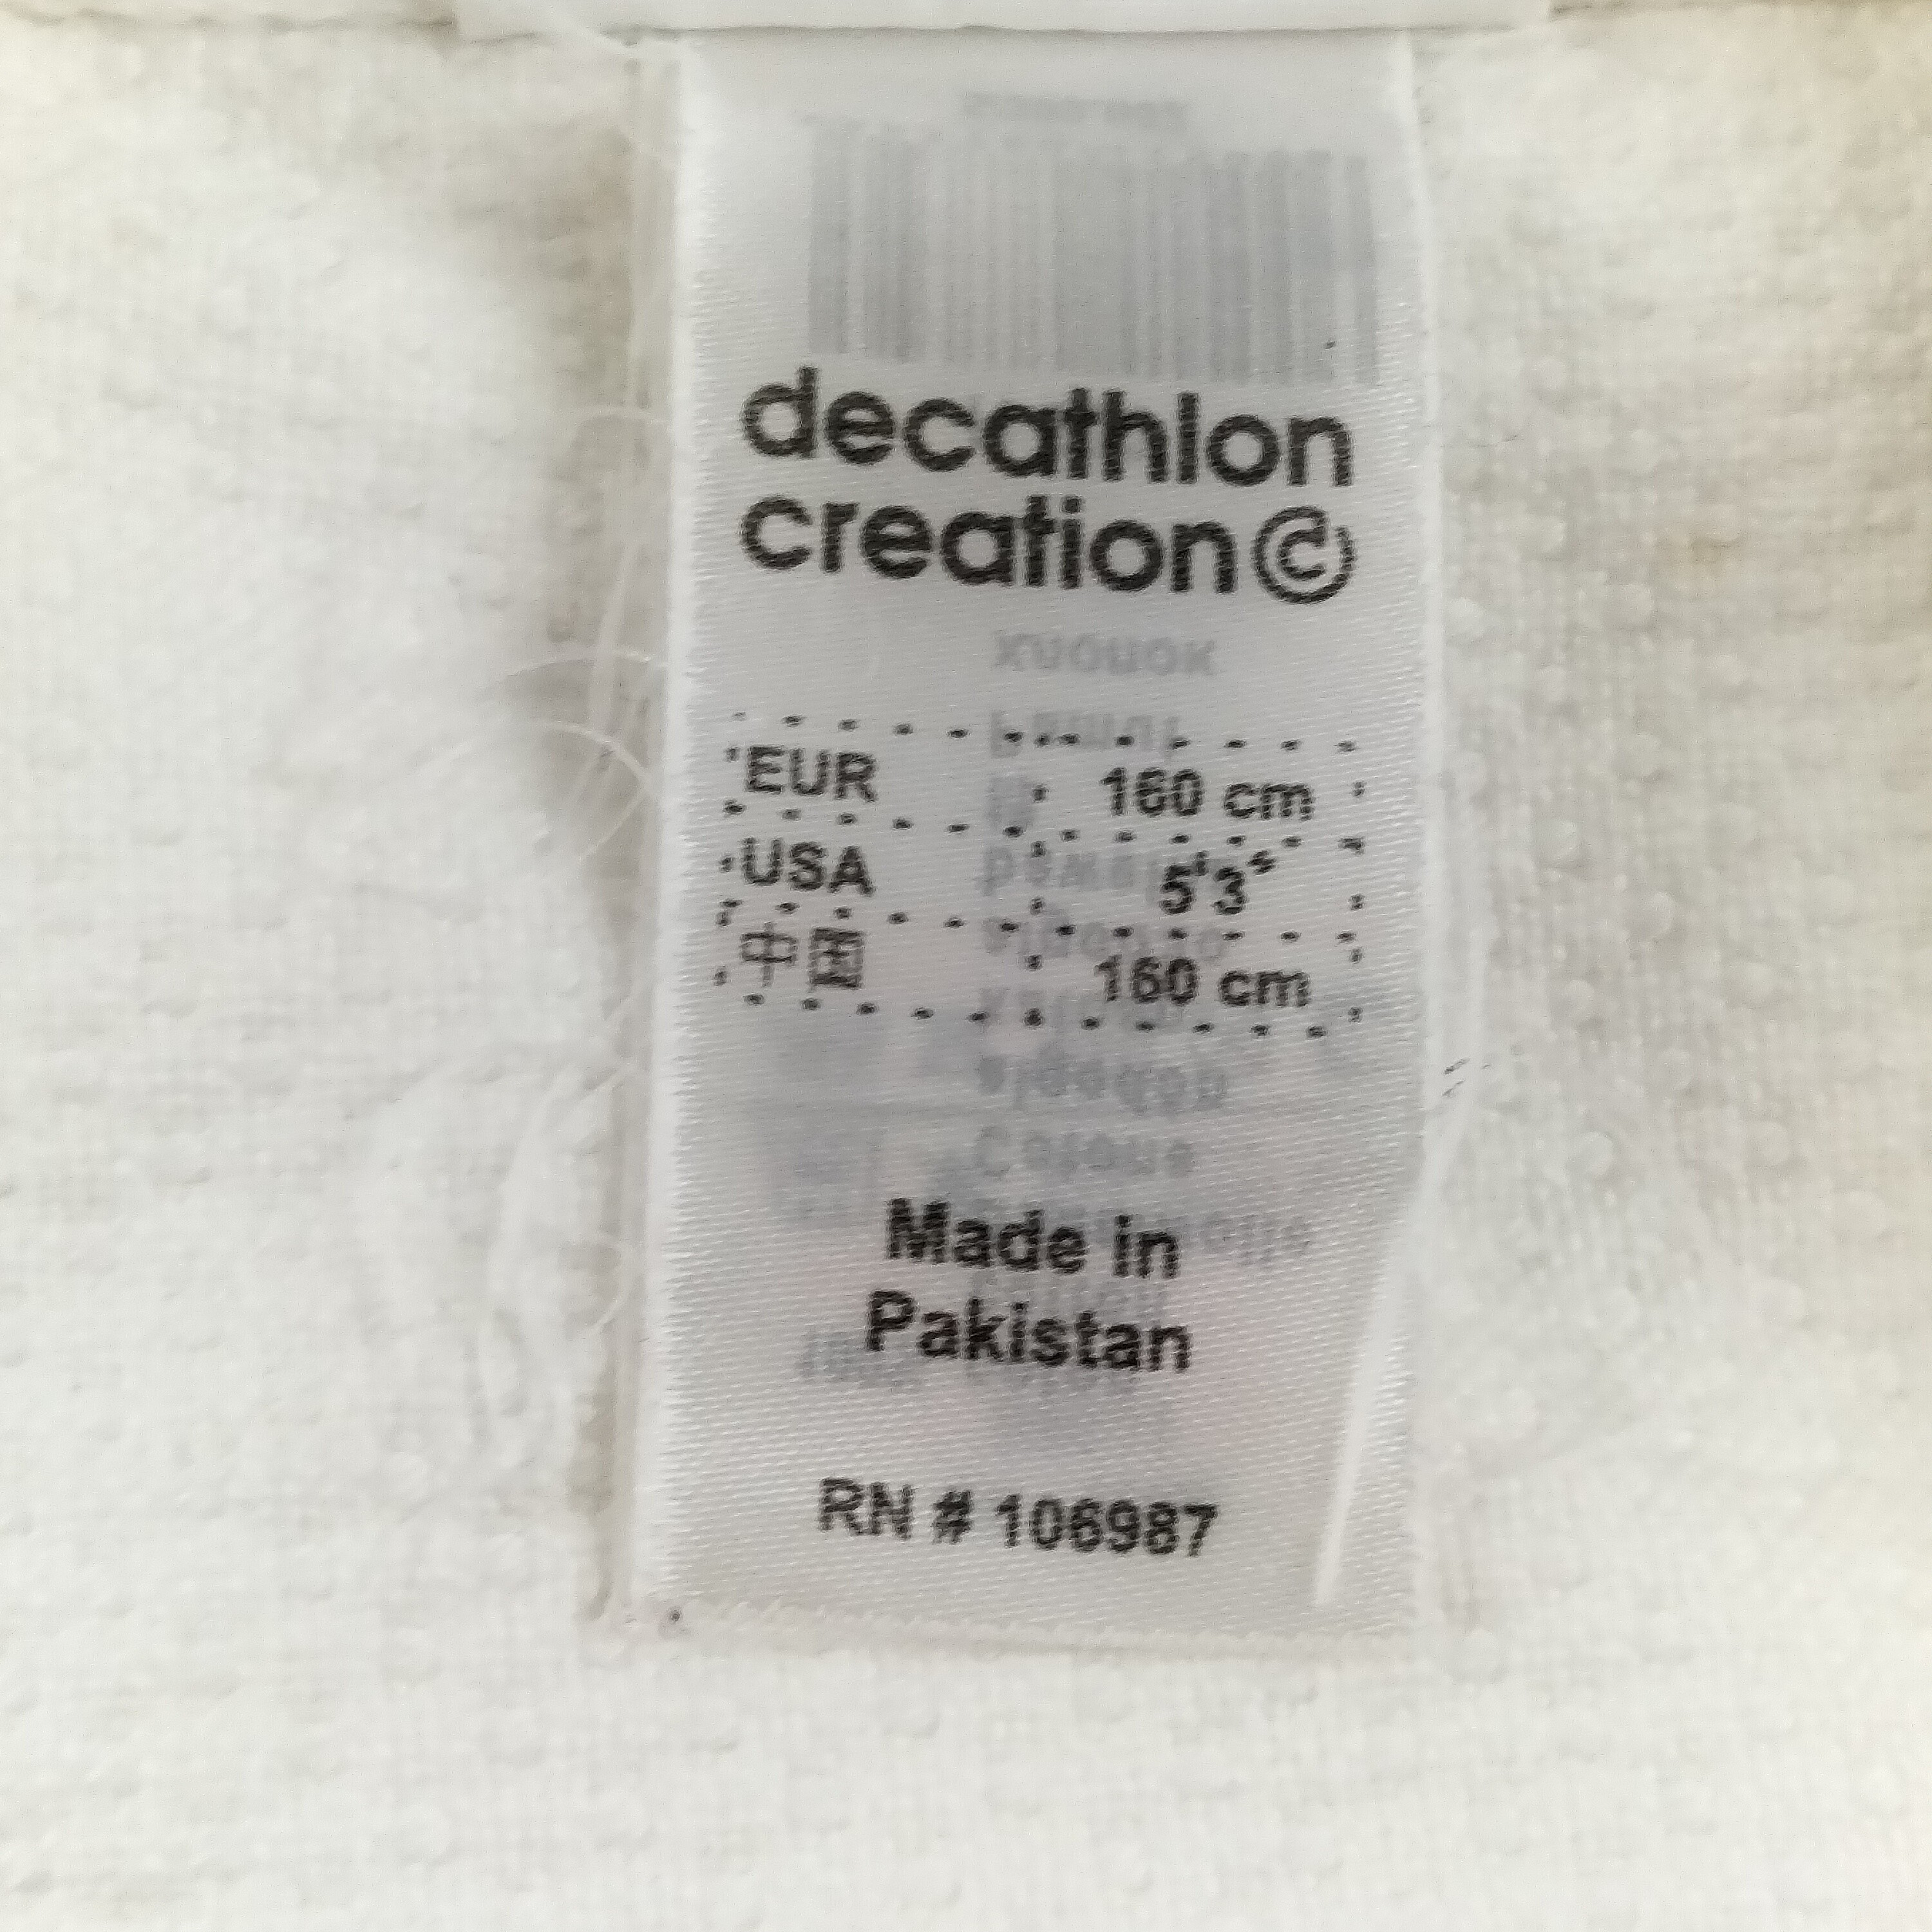 decathlon
creation©
EUR 160 cm
USA 5'3"
中国 160 cm
Made in
Pakistan
RN # 106987